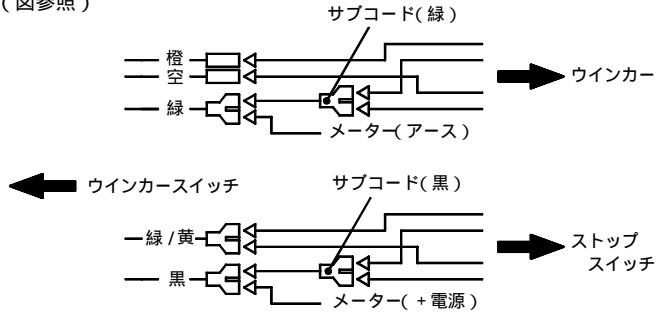 (図参照)
サブコード(緑)
橙
空
緑
ウインカー
メーター(アース)
ウインカースイッチ
サブコード(黒)
緑/黄
黒
ストップ
スイッチ
メーター(+電源)